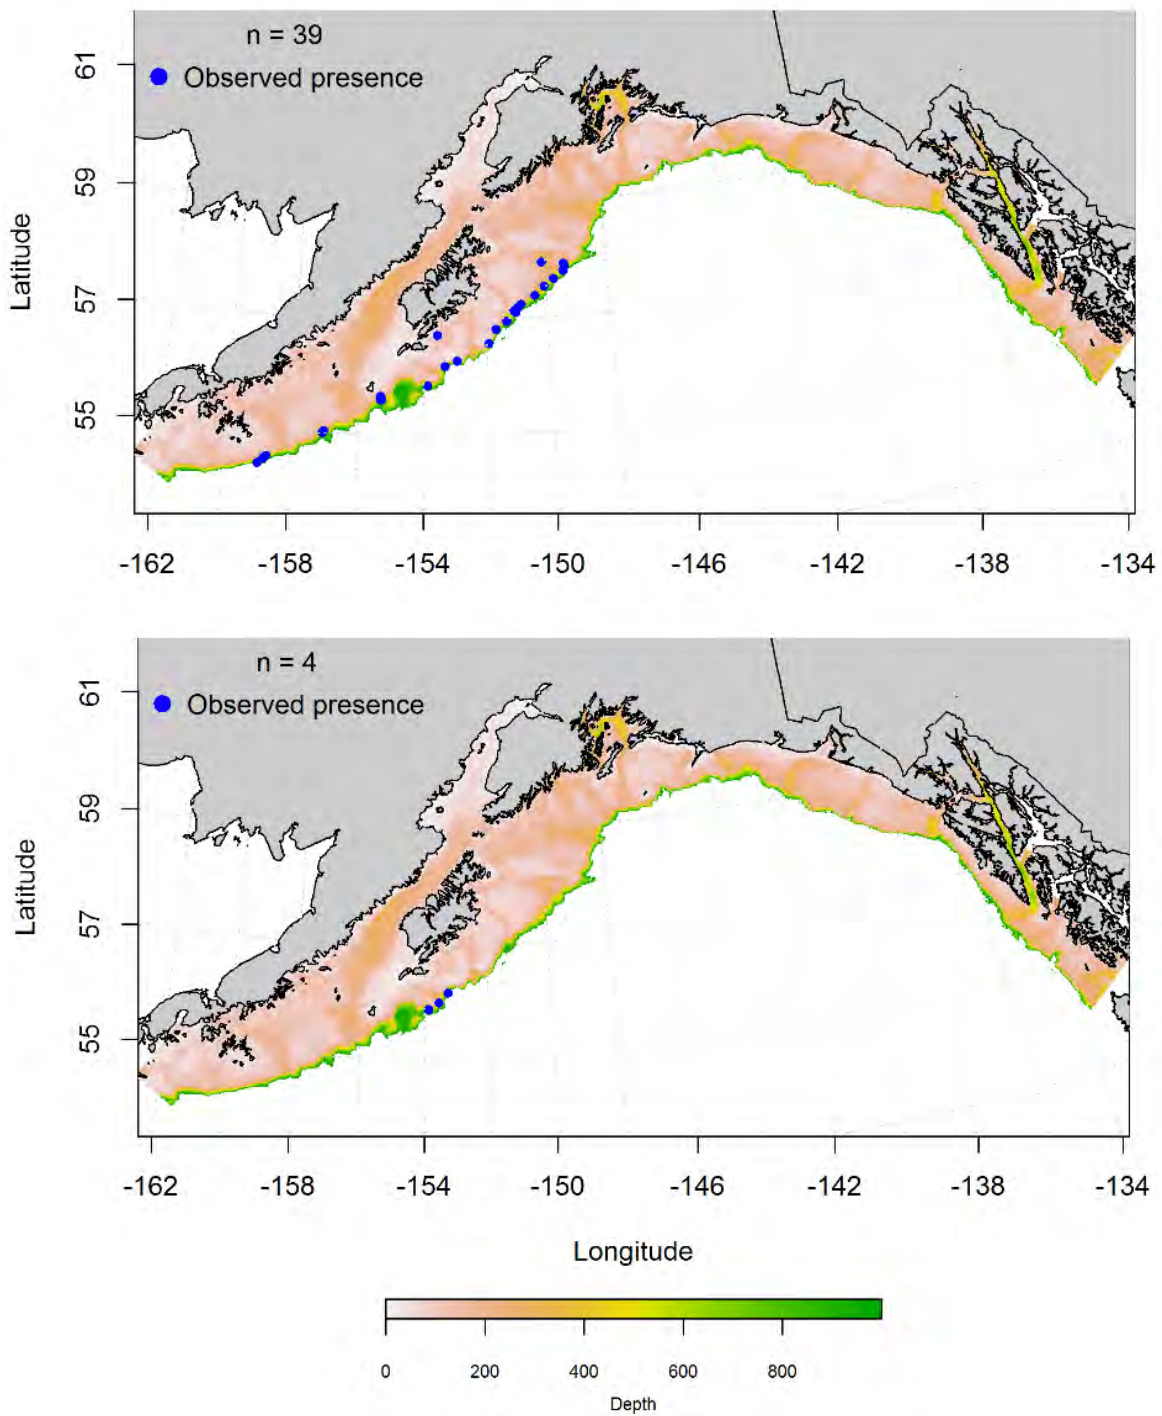 n = 39
Observed presence
Latitude
61
59
57
55
-162 -158 -154 -150 -146 -142 -138 -134
n = 4
Observed presence
Latitude
61
59
57
55
-162 -158 -154 -150 -146 -142 -138 -134
Longitude
0 200 400 600 800
Depth